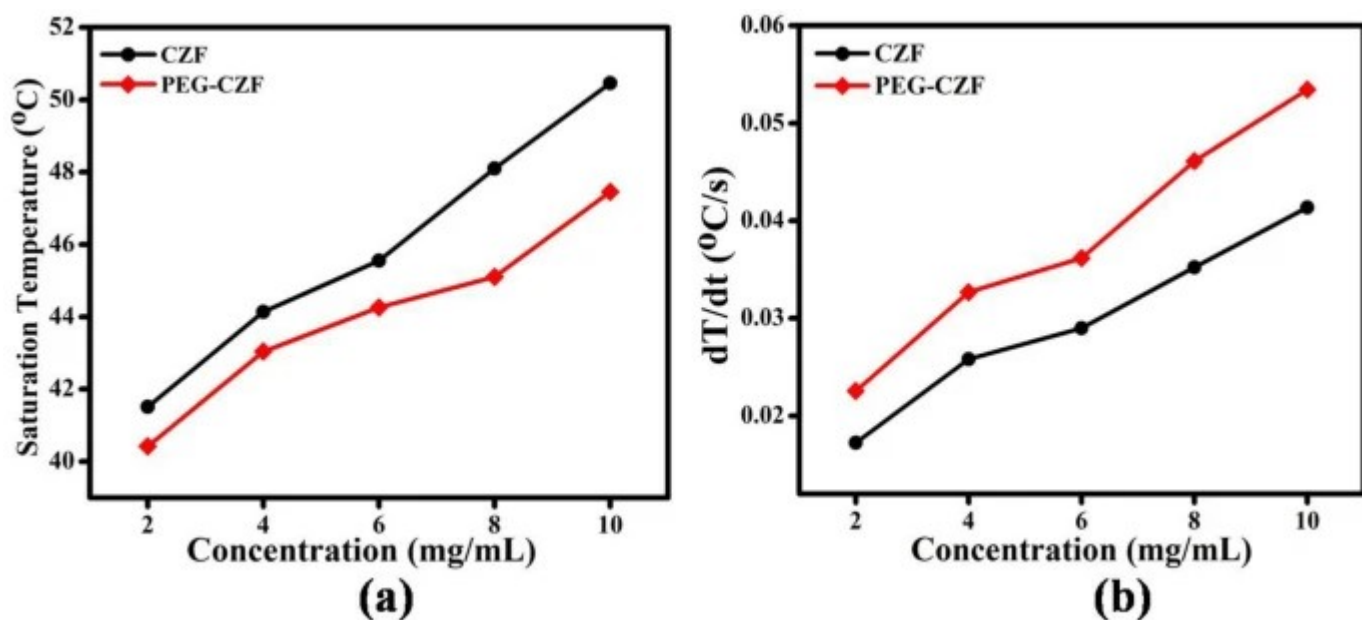 52
50
48
46
44
42
40
Saturation Temperature (°C)
CZF
PEG-CZF
2 4 6 8 10
Concentration (mg/mL)
(a)
0.06
0.05
0.04
0.03
0.02
dT/dt (°C/s)
CZF
PEG-CZF
2 4 6 8 10
Concentration (mg/mL)
(b)